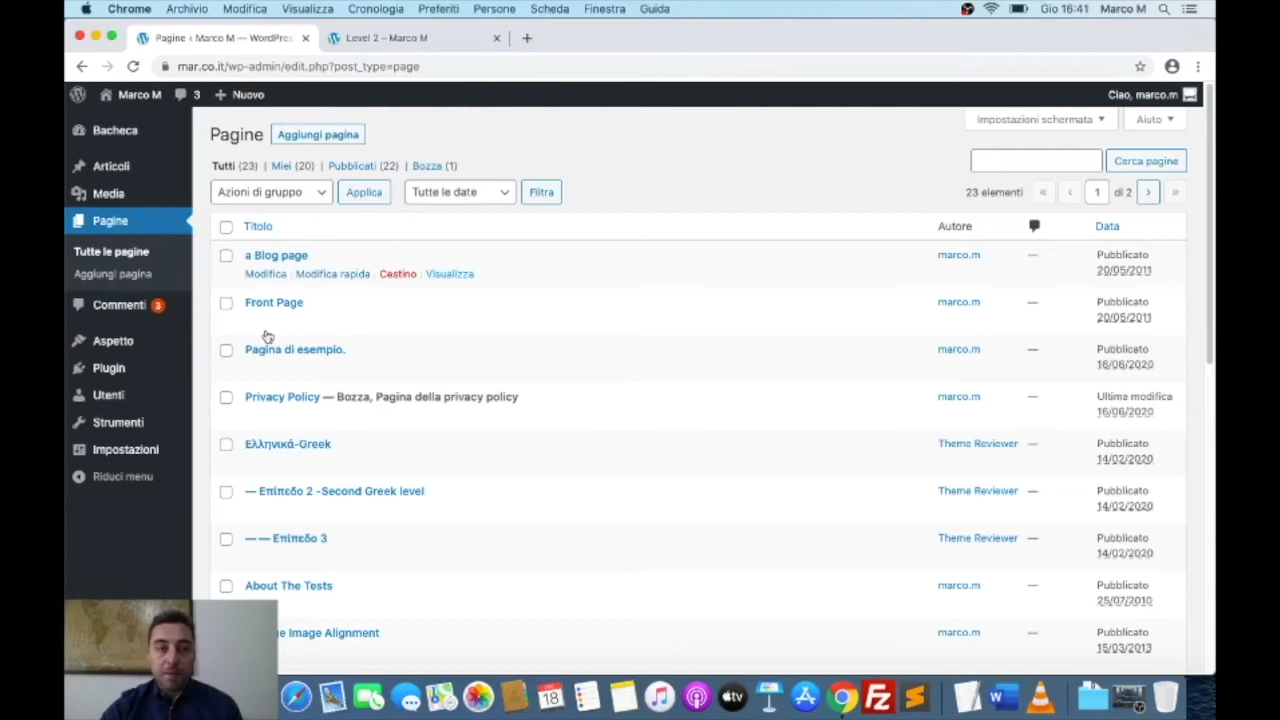 Chrome Archivio Modifica Visualizza Cronologia Preferiti Persone Scheda Finestra Guida Gio 16:41 Marco M
Pagine ‹ Marco M — WordPres Level 2 – Marco M
mar.co.it/wp-admin/edit.php?post_type=page
Marco M 3 Nuovo Ciao, marco.m
Bacheca
Articoli
Media
Pagine
Tutte le pagine
Aggiungi pagina
Commenti 3
Aspetto
Plugin
Utenti
Strumenti
Impostazioni
Riduci menu
Pagine Aggiungi pagina Impostazioni schermata Aiuto
Tutti (23) | Miei (20) | Pubblicati (22) | Bozza (1) Cerca pagine
Azioni di gruppo Applica Tutte le date Filtra 23 elementi « ‹ 1 di 2 › »
Titolo Autore Data
a Blog page marco.m — Pubblicato
Modifica | Modifica rapida | Cestino | Visualizza 20/05/2011
Front Page marco.m — Pubblicato
20/05/2011
Pagina di esempio. marco.m — Pubblicato
16/06/2020
Privacy Policy — Bozza, Pagina della privacy policy marco.m — Ultima modifica
16/06/2020
Ελληνικά-Greek Theme Reviewer — Pubblicato
14/02/2020
— Επίπεδο 2 -Second Greek level Theme Reviewer — Pubblicato
14/02/2020
— — Επίπεδο 3 Theme Reviewer — Pubblicato
14/02/2020
About The Tests marco.m — Pubblicato
25/07/2010
Image Alignment marco.m — Pubblicato
15/03/2013
18